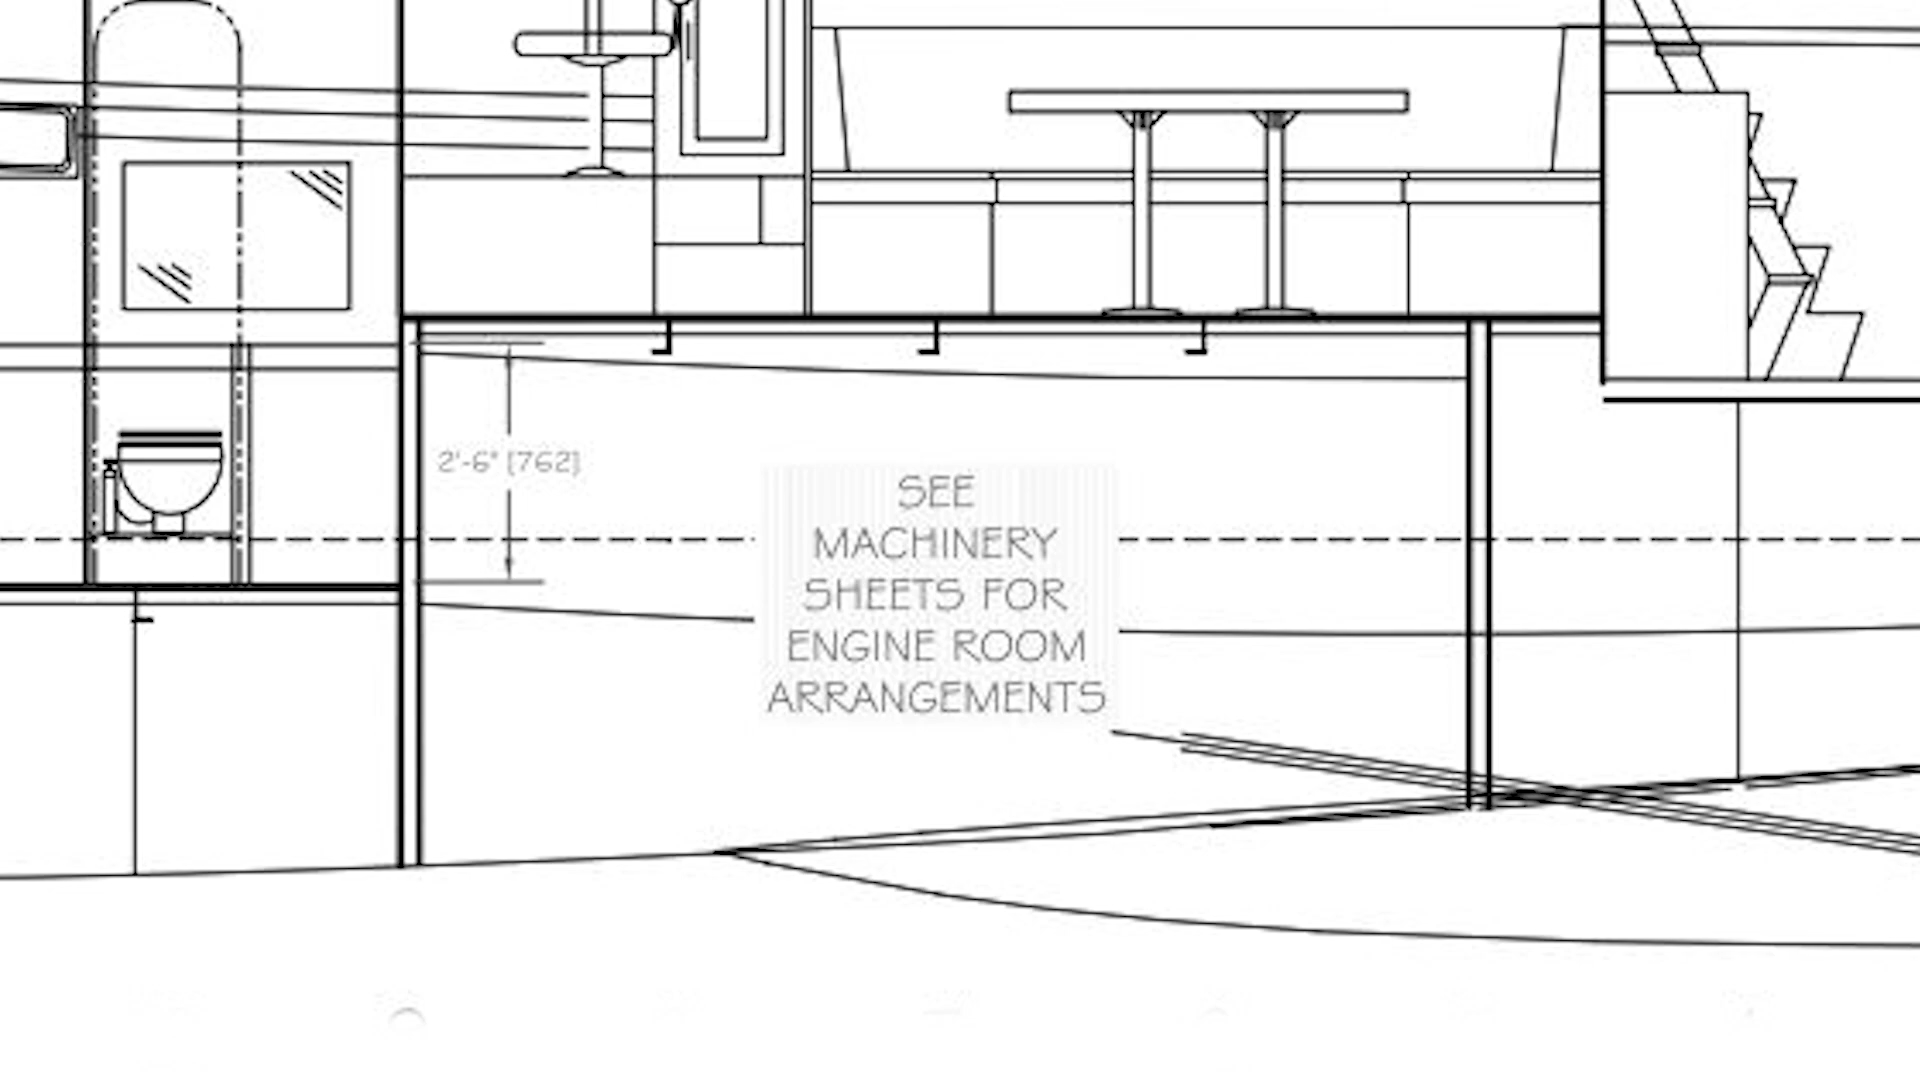 2'-6" [762]
SEE
MACHINERY
SHEETS FOR
ENGINE ROOM
ARRANGEMENTS